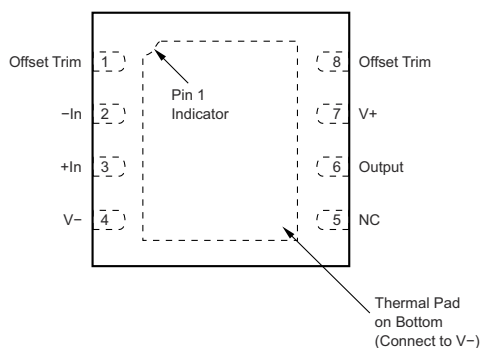 Offset Trim 1
8 Offset Trim
Pin 1
Indicator
−In 2
7 V+
+In 3
6 Output
V− 4
5 NC
Thermal Pad
on Bottom
(Connect to V−)